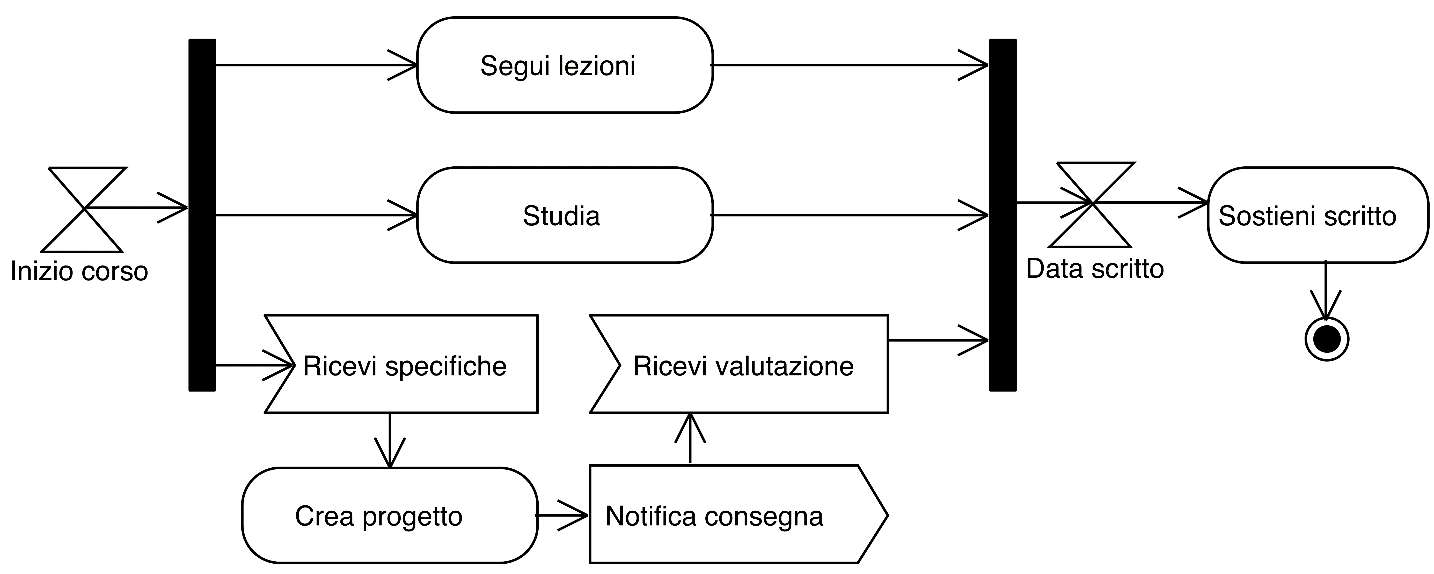 Segui lezioni
Studia
Inizio corso
Data scritto
Sostieni scritto
Ricevi specifiche
Ricevi valutazione
Crea progetto
Notifica consegna